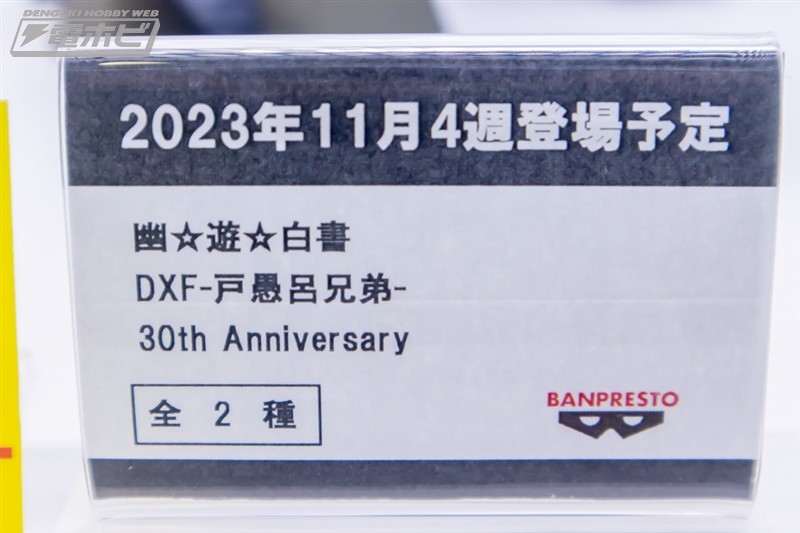 DENGEKI HOBBY WEB
電ホビ
2023年11月4週登場予定
幽☆遊☆白書
DXF-戸愚呂兄弟-
30th Anniversary
全 2 種
BANPRESTO